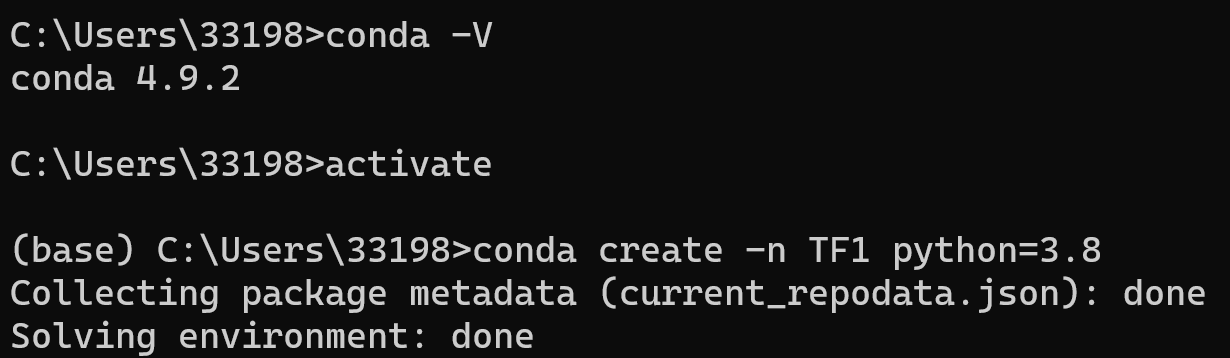 C:\Users\33198>conda -V
conda 4.9.2
C:\Users\33198>activate
(base) C:\Users\33198>conda create -n TF1 python=3.8
Collecting package metadata (current_repodata.json): done
Solving environment: done